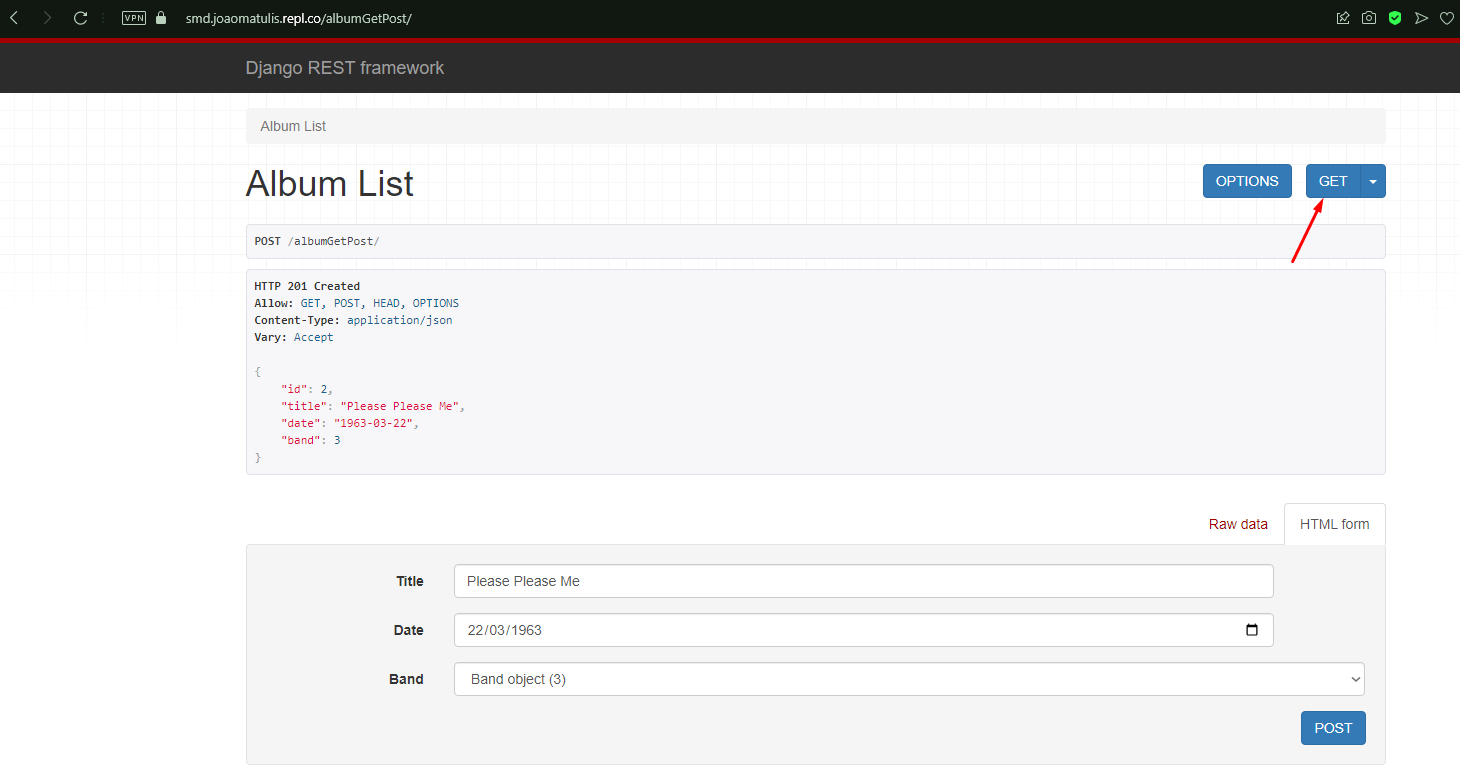 VPN smd.joaomatulis.repl.co/albumGetPost/
Django REST framework
Album List
Album List
OPTIONS GET
POST /albumGetPost/
HTTP 201 Created
Allow: GET, POST, HEAD, OPTIONS
Content-Type: application/json
Vary: Accept
{
    "id": 2,
    "title": "Please Please Me",
    "date": "1963-03-22",
    "band": 3
}
Raw data HTML form
Title Please Please Me
Date 22/03/1963
Band Band object (3)
POST